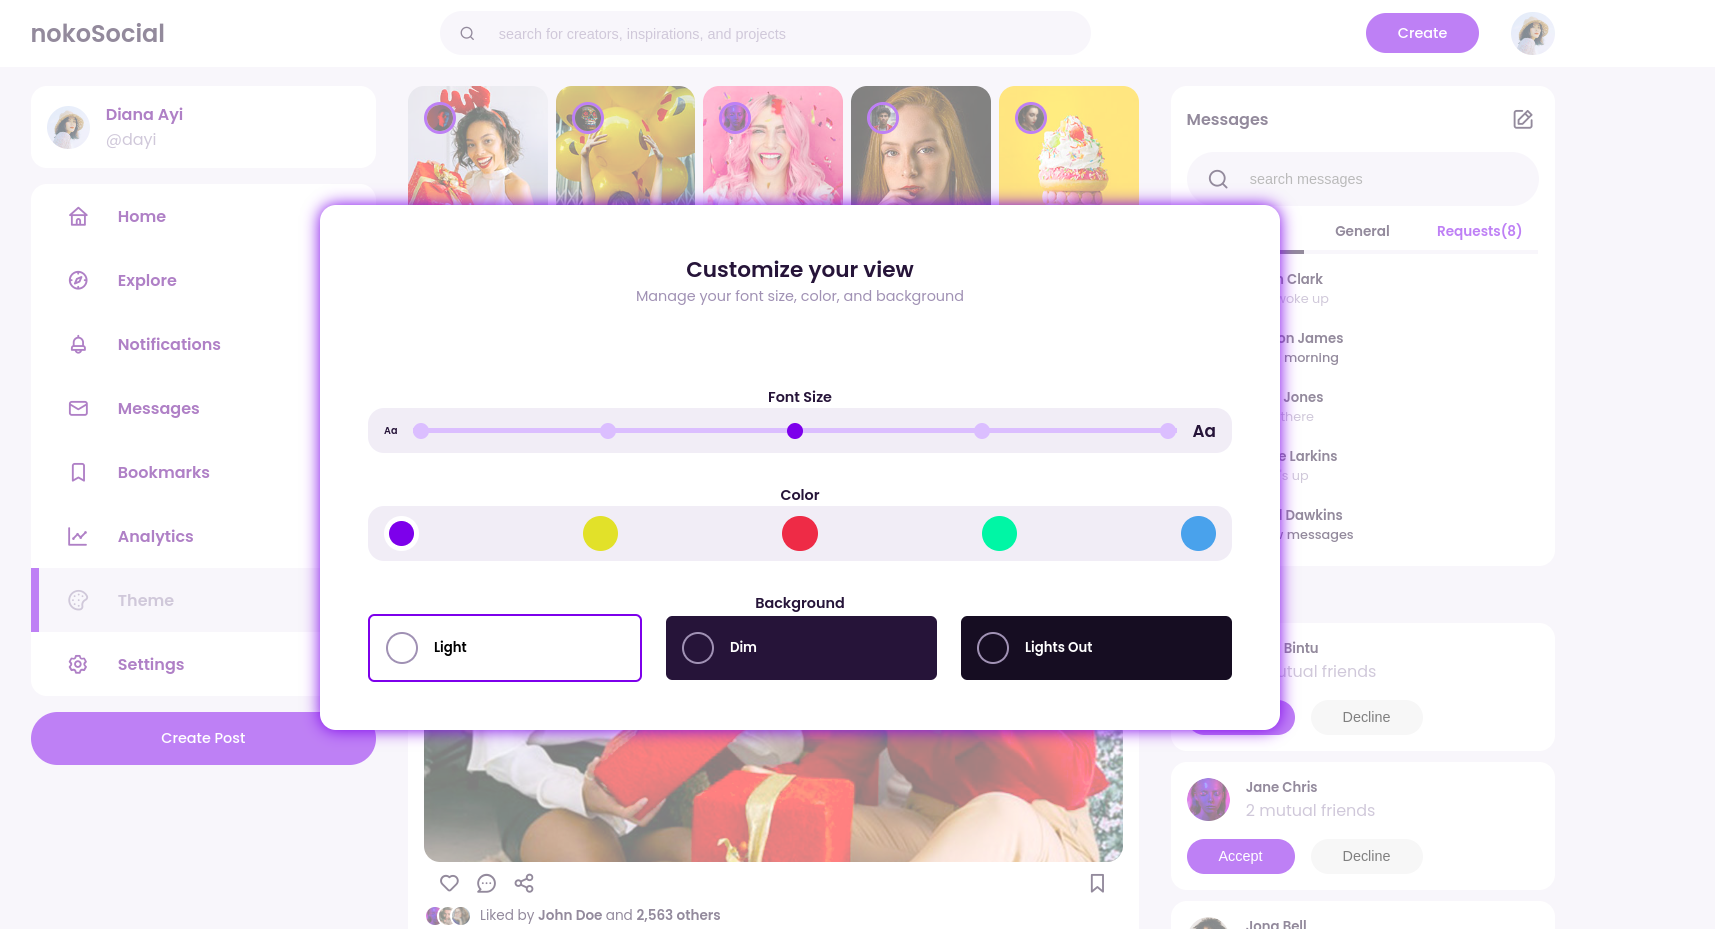 nokoSocial
search for creators, inspirations, and projects
Create
Diana Ayi
@dayi
Home
Explore
Notifications
Messages
Bookmarks
Analytics
Theme
Settings
Create Post
Customize your view
Manage your font size, color, and background
Font Size
Aa
Aa
Color
Background
Light
Dim
Lights Out
Liked by John Doe and 2,563 others
Messages
search messages
General
Requests(8)
Clark
woke up
James
morning
Jones
there
Larkins
up
Dawkins
messages
Bintu
mutual friends
Decline
Jane Chris
2 mutual friends
Accept
Decline
Jong Bell